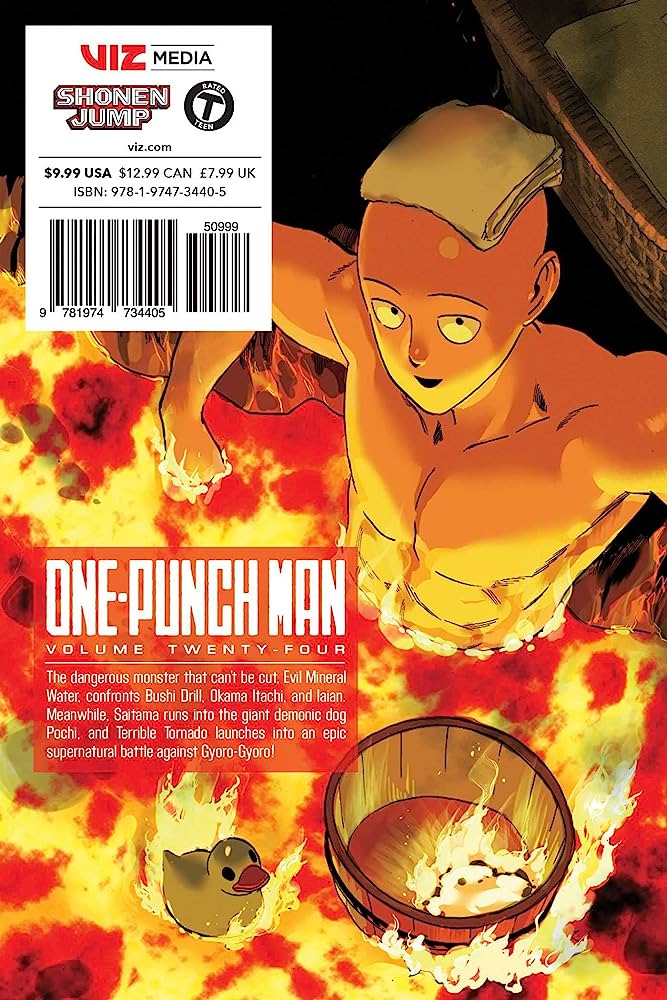 VIZ MEDIA
SHONEN JUMP
RATED T TEEN
viz.com
$9.99 USA $12.99 CAN £7.99 UK
ISBN: 978-1-9747-3440-5
50999
9 781974 734405
ONE-PUNCH MAN
VOLUME TWENTY-FOUR
The dangerous monster that can't be cut, Evil Mineral
Water, confronts Bushi Drill, Okama Itachi, and Iaian.
Meanwhile, Saitama runs into the giant demonic dog
Pochi, and Terrible Tornado launches into an epic
supernatural battle against Gyoro-Gyoro!